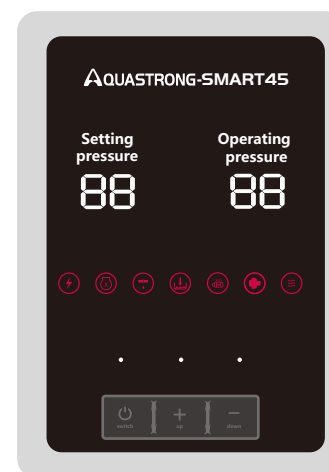 AQUASTRONG-SMART45
Setting
pressure
Operating
pressure
88
88
switch
up
down